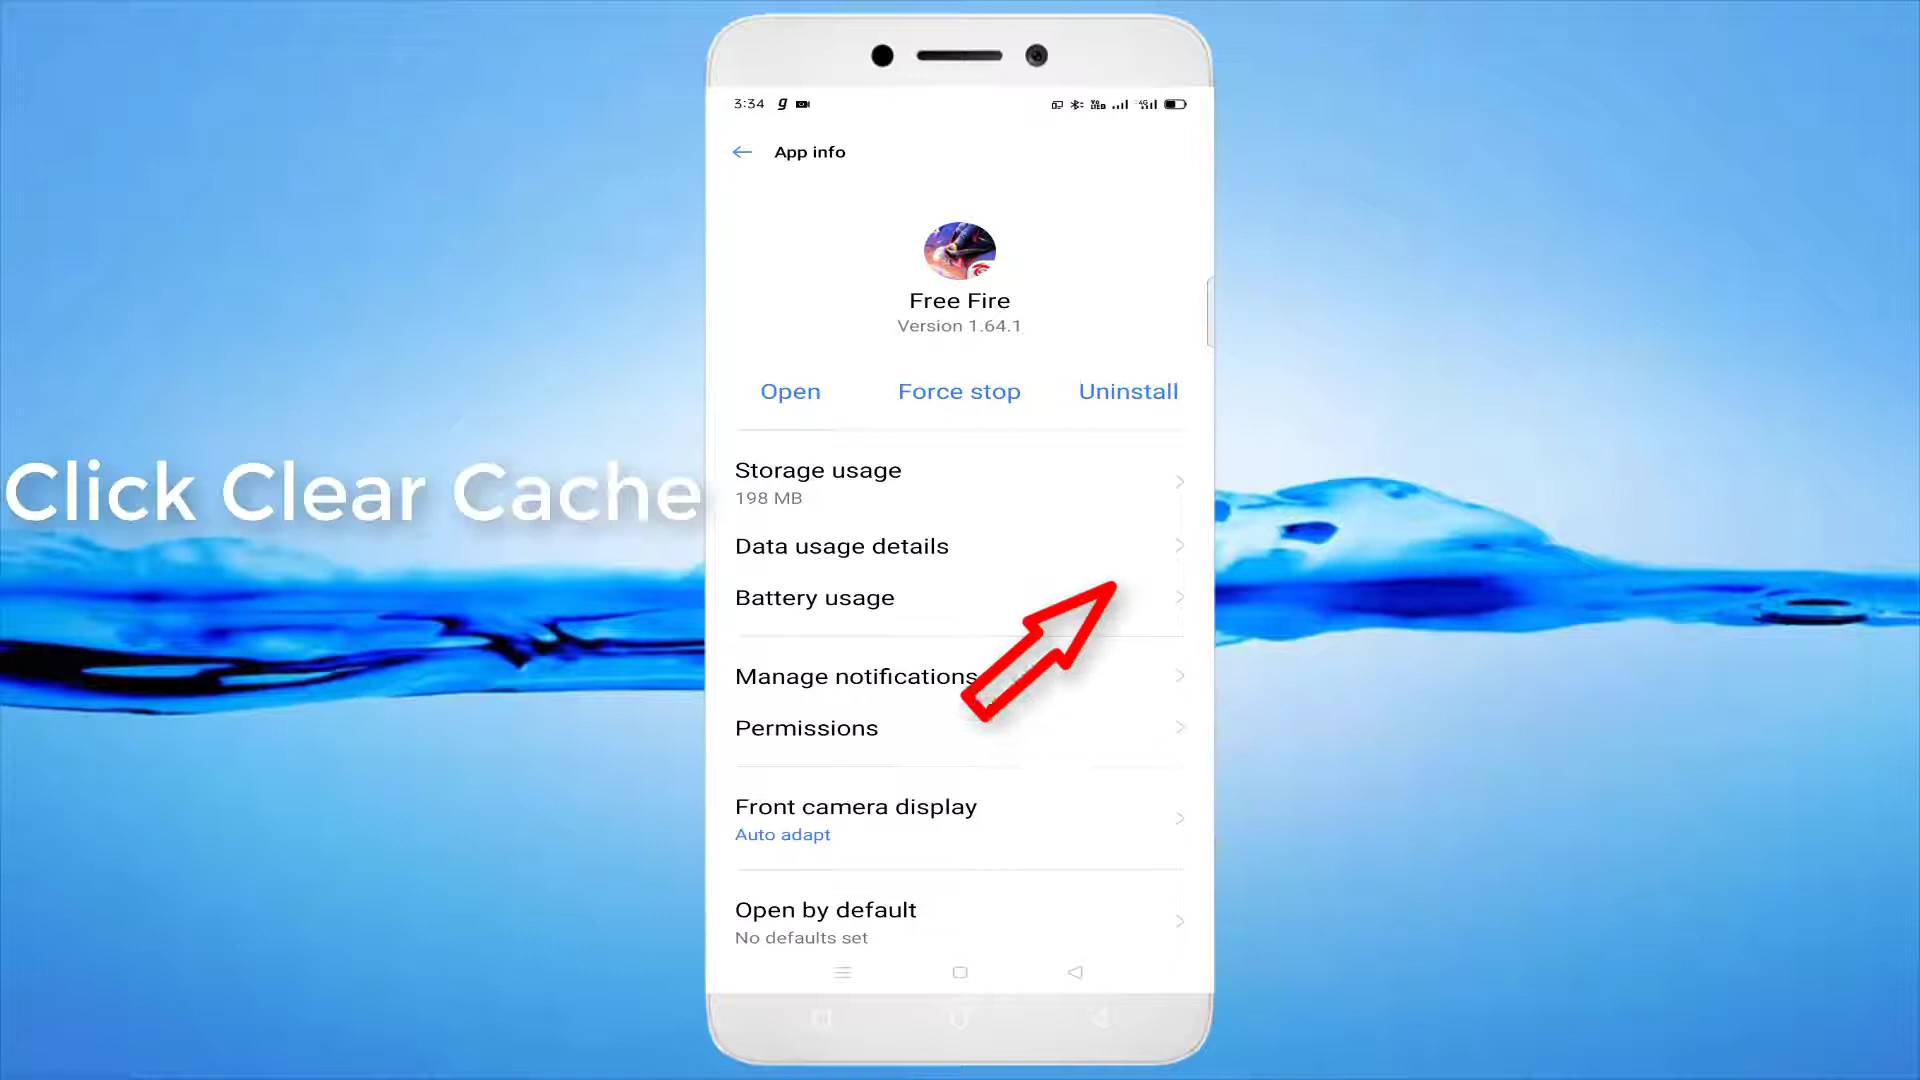 3:34
App info
Free Fire
Version 1.64.1
Open Force stop Uninstall
Click Clear Cache
Storage usage
198 MB
Data usage details
Battery usage
Manage notifications
Permissions
Front camera display
Auto adapt
Open by default
No defaults set